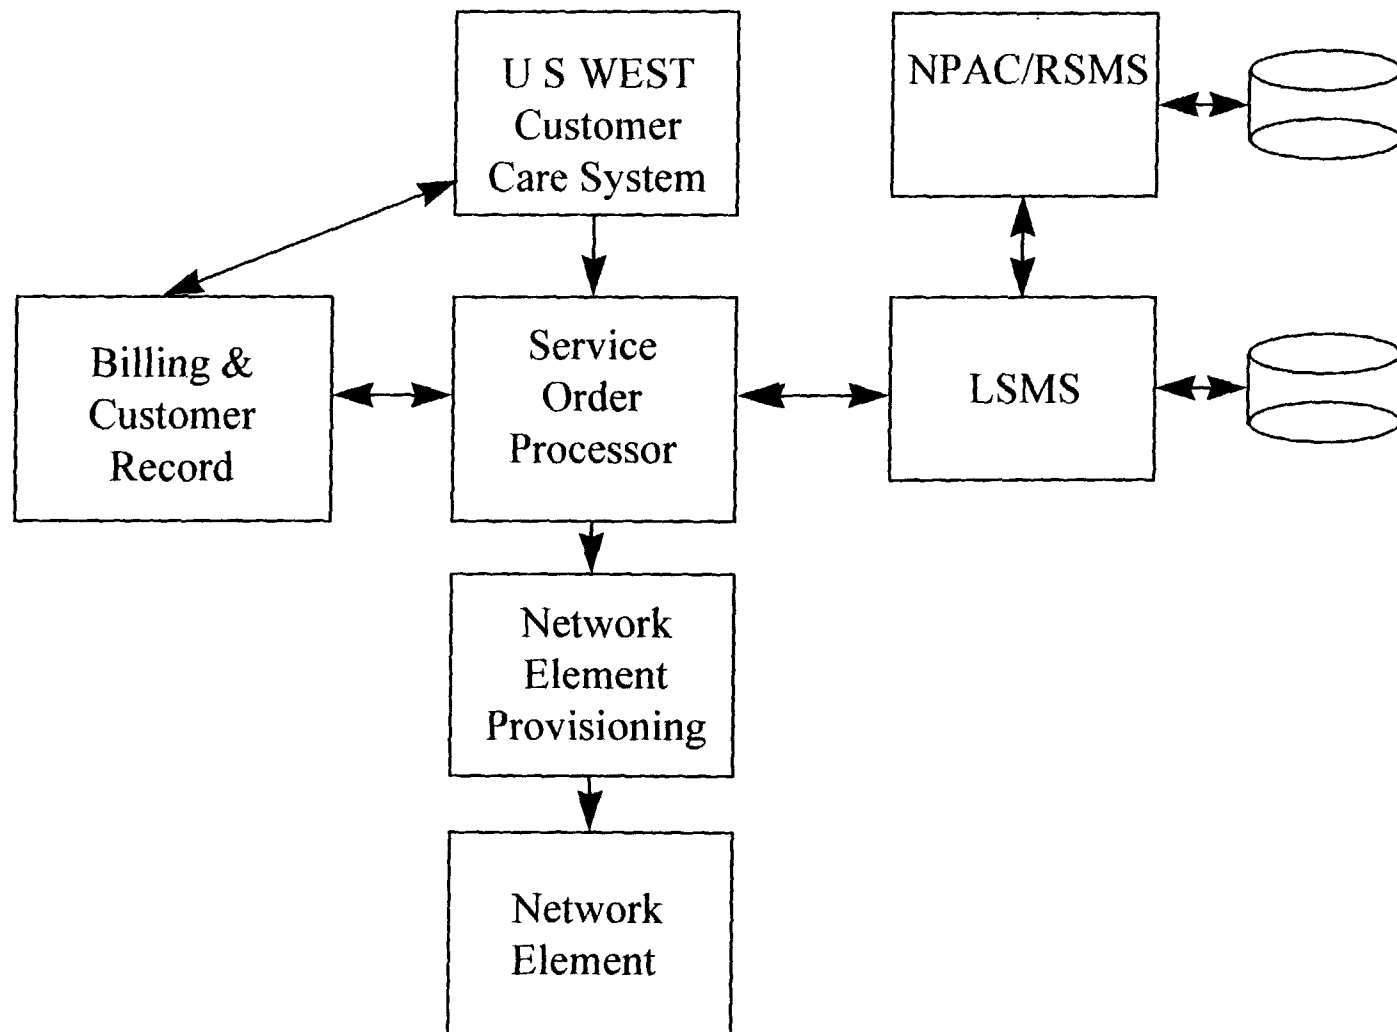 U S WEST
Customer
Care System
NPAC/RSMS
Billing &
Customer
Record
Service
Order
Processor
LSMS
Network
Element
Provisioning
Network
Element